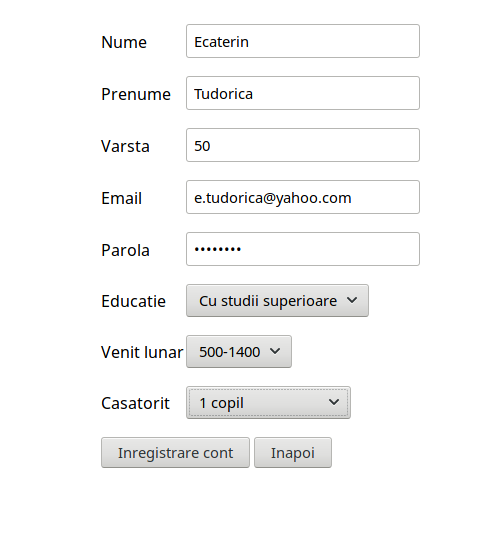 Nume Ecaterin
Prenume Tudorica
Varsta 50
Email e.tudorica@yahoo.com
Parola ••••••••
Educatie Cu studii superioare
Venit lunar 500-1400
Casatorit 1 copil
Inregistrare cont Inapoi